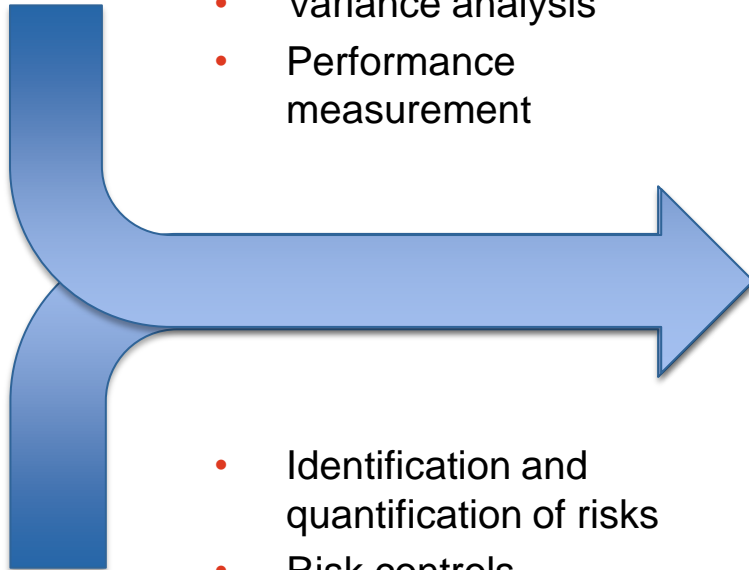 • Variance analysis
• Performance
measurement
• Identification and
quantification of risks
• Risk controls